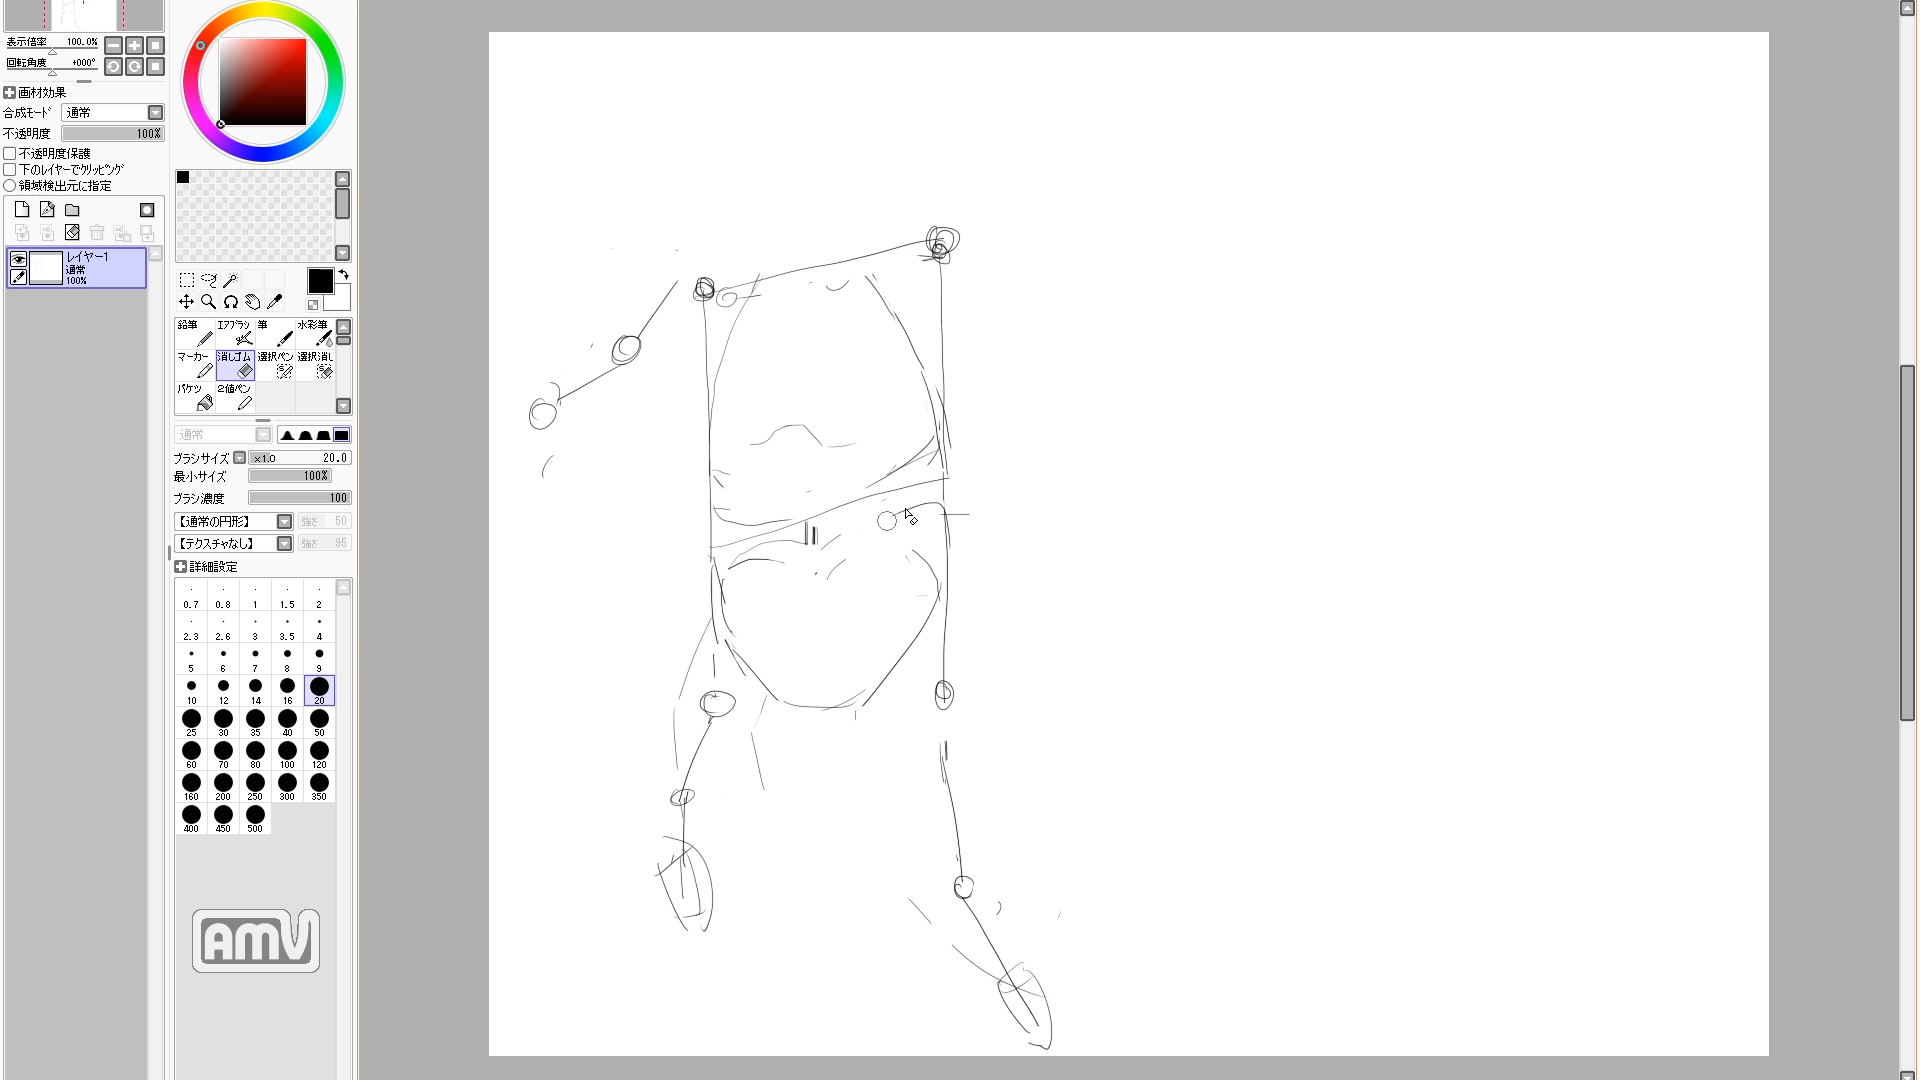 表示倍率 100.0%
回転角度 +000°
画材効果
合成モード 通常
不透明度 100%
不透明度保護
下のレイヤーでクリッピング
領域検出元に指定
レイヤー1
通常
100%
鉛筆 エアブラシ 筆 水彩筆
マーカー 消しゴム 選択ペン 選択消し
バケツ 2値ペン
通常
ブラシサイズ x1.0 20.0
最小サイズ 100%
ブラシ濃度 100
【通常の円形】 強さ 50
【テクスチャなし】 強さ 95
詳細設定
0.7 0.8 1 1.5 2
2.3 2.6 3 3.5 4
5 6 7 8 9
10 12 14 16 20
25 30 35 40 50
60 70 80 100 120
160 200 250 300 350
400 450 500
AMV